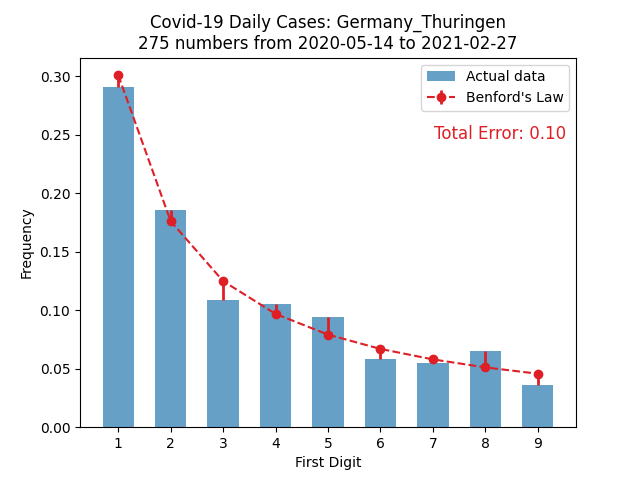 Covid-19 Daily Cases: Germany_Thuringen
275 numbers from 2020-05-14 to 2021-02-27
Actual data
Benford's Law
Total Error: 0.10
Frequency
0.30
0.25
0.20
0.15
0.10
0.05
0.00
1 2 3 4 5 6 7 8 9
First Digit